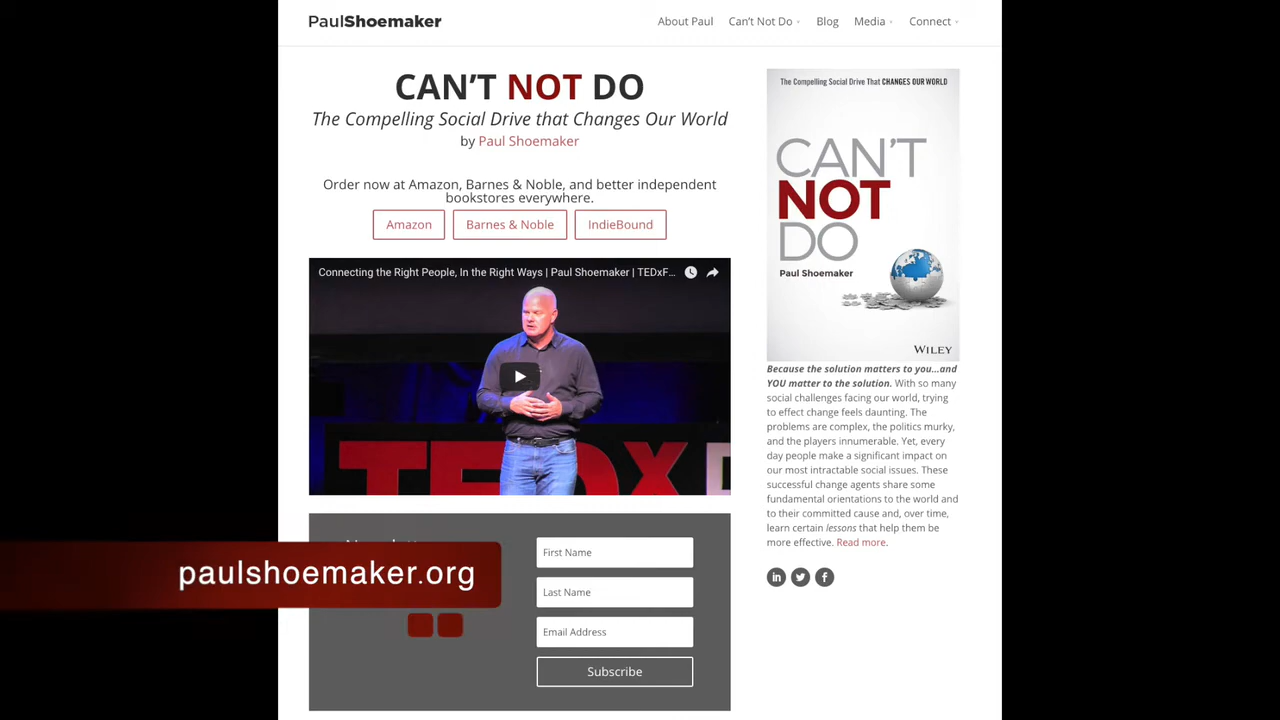 PaulShoemaker
About Paul Can't Not Do Blog Media Connect
CAN'T NOT DO
The Compelling Social Drive that Changes Our World
by Paul Shoemaker
Order now at Amazon, Barnes & Noble, and better independent
bookstores everywhere.
Amazon Barnes & Noble IndieBound
Connecting the Right People, In the Right Ways | Paul Shoemaker | TEDxF...
TEDx
First Name
Last Name
Email Address
Subscribe
paulshoemaker.org
The Compelling Social Drive That CHANGES OUR WORLD
CAN'T
NOT
DO
Paul Shoemaker
WILEY
Because the solution matters to you...and
YOU matter to the solution. With so many
social challenges facing our world, trying
to effect change feels daunting. The
problems are complex, the politics murky,
and the players innumerable. Yet, every
day people make a significant impact on
our most intractable social issues. These
successful change agents share some
fundamental orientations to the world and
to their committed cause and, over time,
learn certain lessons that help them be
more effective. Read more.
in
f